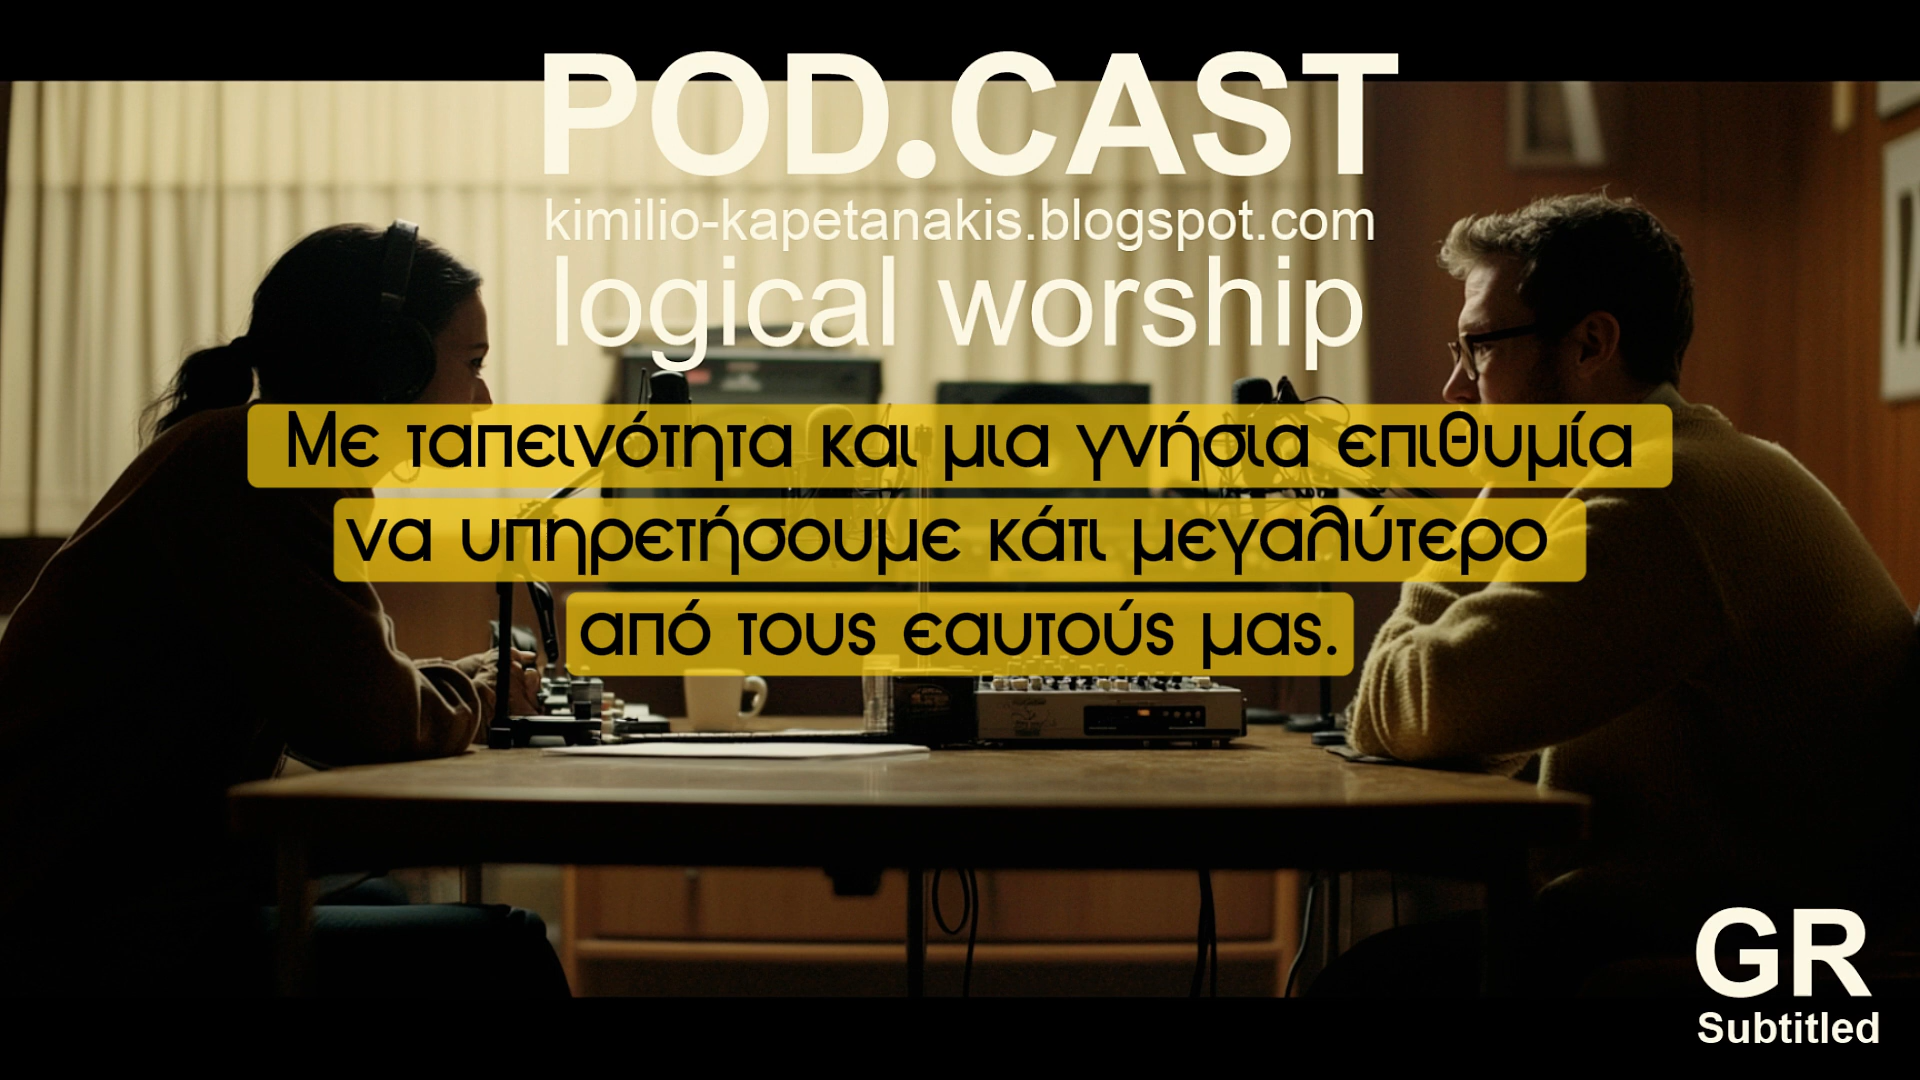 POD.CAST
kimilio-kapetanakis.blogspot.com
logical worship
Με ταπεινότητα και μια γνήσια επιθυμία
να υπηρετήσουμε κάτι μεγαλύτερο
από τους εαυτούς μας.
GR
Subtitled